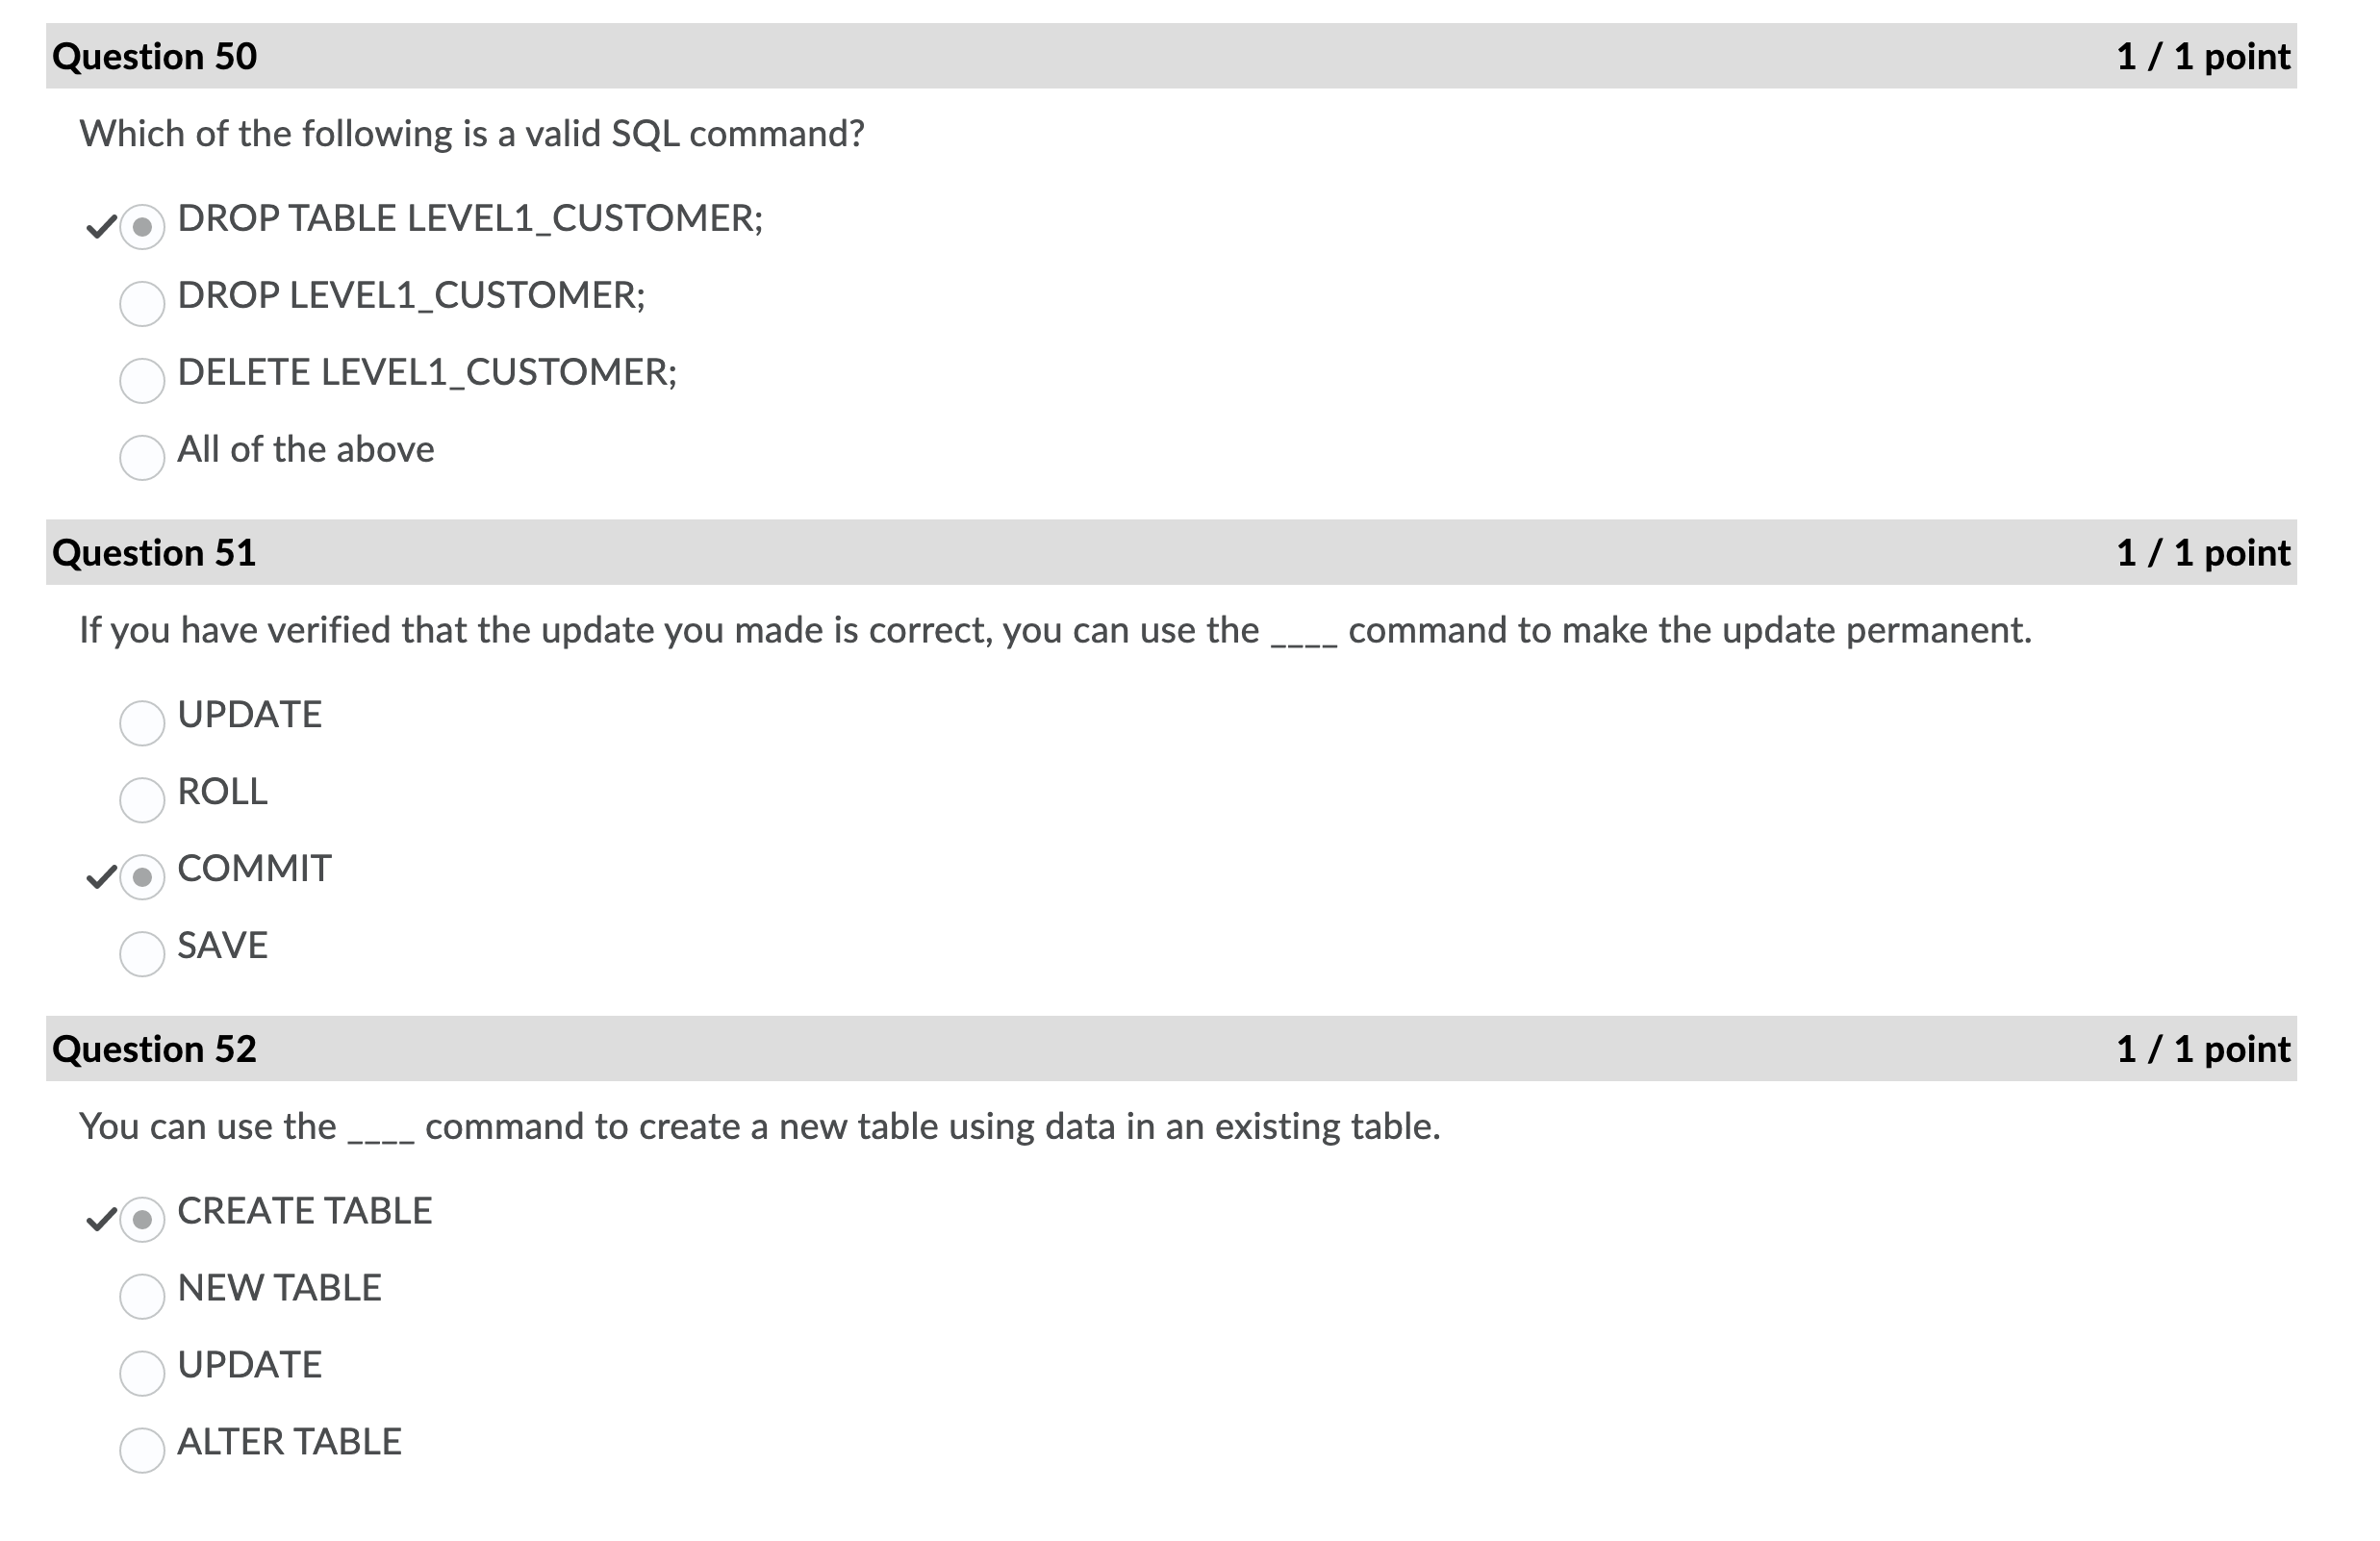 Question 50 1 / 1 point
Which of the following is a valid SQL command?
DROP TABLE LEVEL1_CUSTOMER;
DROP LEVEL1_CUSTOMER;
DELETE LEVEL1_CUSTOMER;
All of the above
Question 51 1 / 1 point
If you have verified that the update you made is correct, you can use the ____ command to make the update permanent.
UPDATE
ROLL
COMMIT
SAVE
Question 52 1 / 1 point
You can use the ____ command to create a new table using data in an existing table.
CREATE TABLE
NEW TABLE
UPDATE
ALTER TABLE